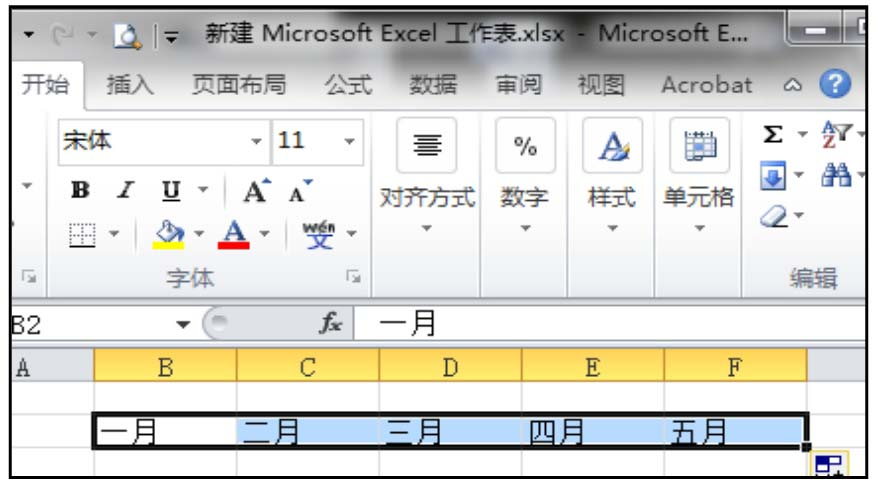 新建 Microsoft Excel 工作表.xlsx - Microsoft E...
开始 插入 页面布局 公式 数据 审阅 视图 Acrobat
宋体 11 % A Σ A Z
B I U A A 对齐方式 数字 样式 单元格
A wén 文
字体 编辑
B2 fx 一月
A B C D E F
一月 二月 三月 四月 五月